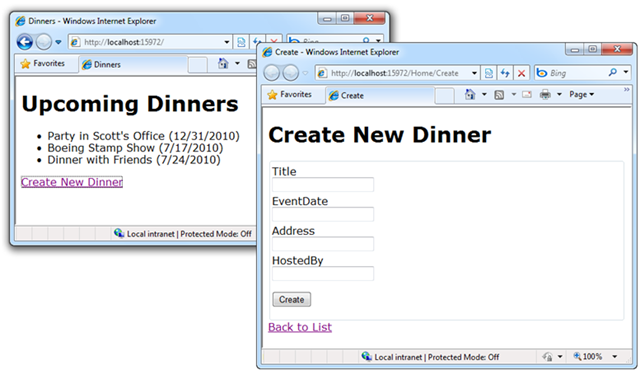 Dinners - Windows Internet Explorer
http://localhost:15972/
Bing
Favorites
Dinners
Upcoming Dinners
Party in Scott's Office (12/31/2010)
Boeing Stamp Show (7/17/2010)
Dinner with Friends (7/24/2010)
Create New Dinner
Local intranet | Protected Mode: Off
Create - Windows Internet Explorer
http://localhost:15972/Home/Create
Bing
Favorites
Create
Page
Create New Dinner
Title
EventDate
Address
HostedBy
Create
Back to List
Local intranet | Protected Mode: Off
100%